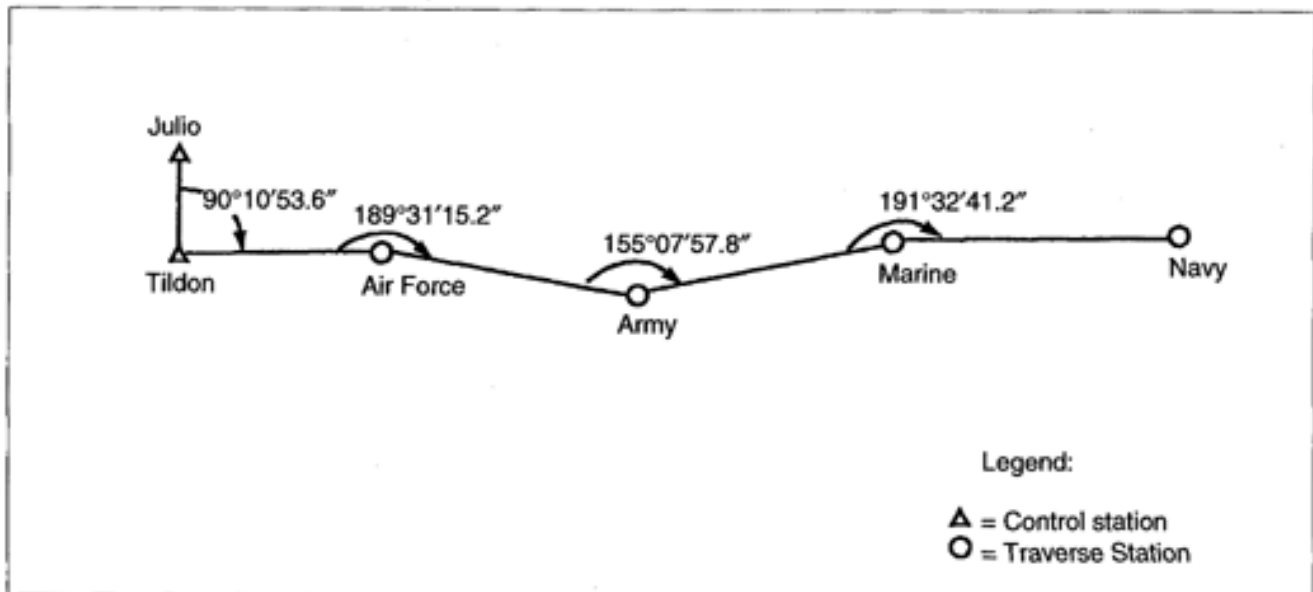 Julio
90°10′53.6″
189°31′15.2″
155°07′57.8″
191°32′41.2″
Tildon
Air Force
Army
Marine
Navy
Legend:
= Control station
= Traverse Station